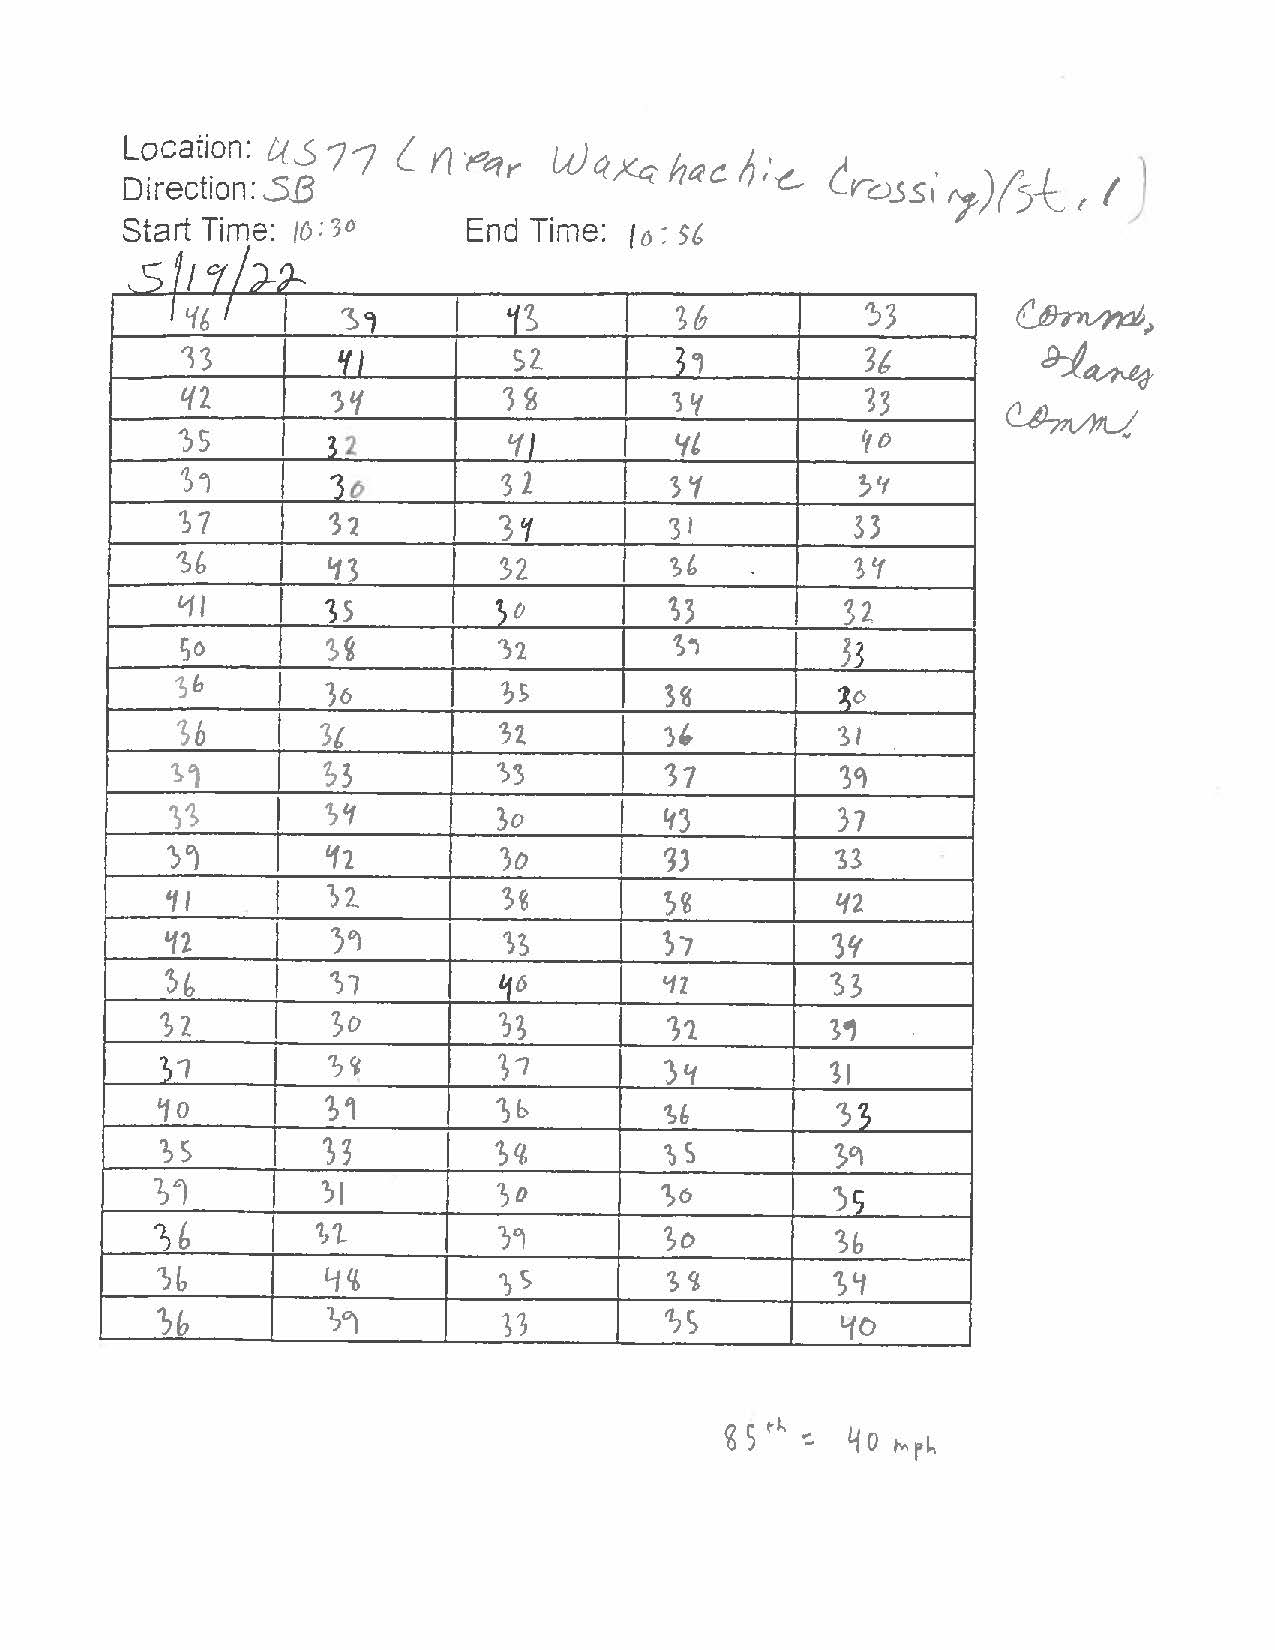 Location: US 77 (near Waxahachie Crossing)(st. 1)
Direction: SB
Start Time: 10:30 End Time: 10:56
5/19/22
46 39 43 36 33
33 41 52 39 36
42 34 38 34 33
35 32 41 46 40
39 30 32 34 34
37 32 34 31 33
36 43 32 36 34
41 35 30 33 32
50 38 32 39 33
36 30 35 38 30
36 36 32 36 31
39 33 33 37 39
33 34 30 43 37
39 42 30 33 33
41 32 38 38 42
42 39 33 37 34
36 37 40 42 33
32 30 33 32 39
37 38 37 34 31
40 39 36 36 33
35 33 38 35 39
39 31 30 30 35
36 32 39 30 36
36 48 35 38 34
36 39 33 35 40
lanes
comm.
85th = 40 mph